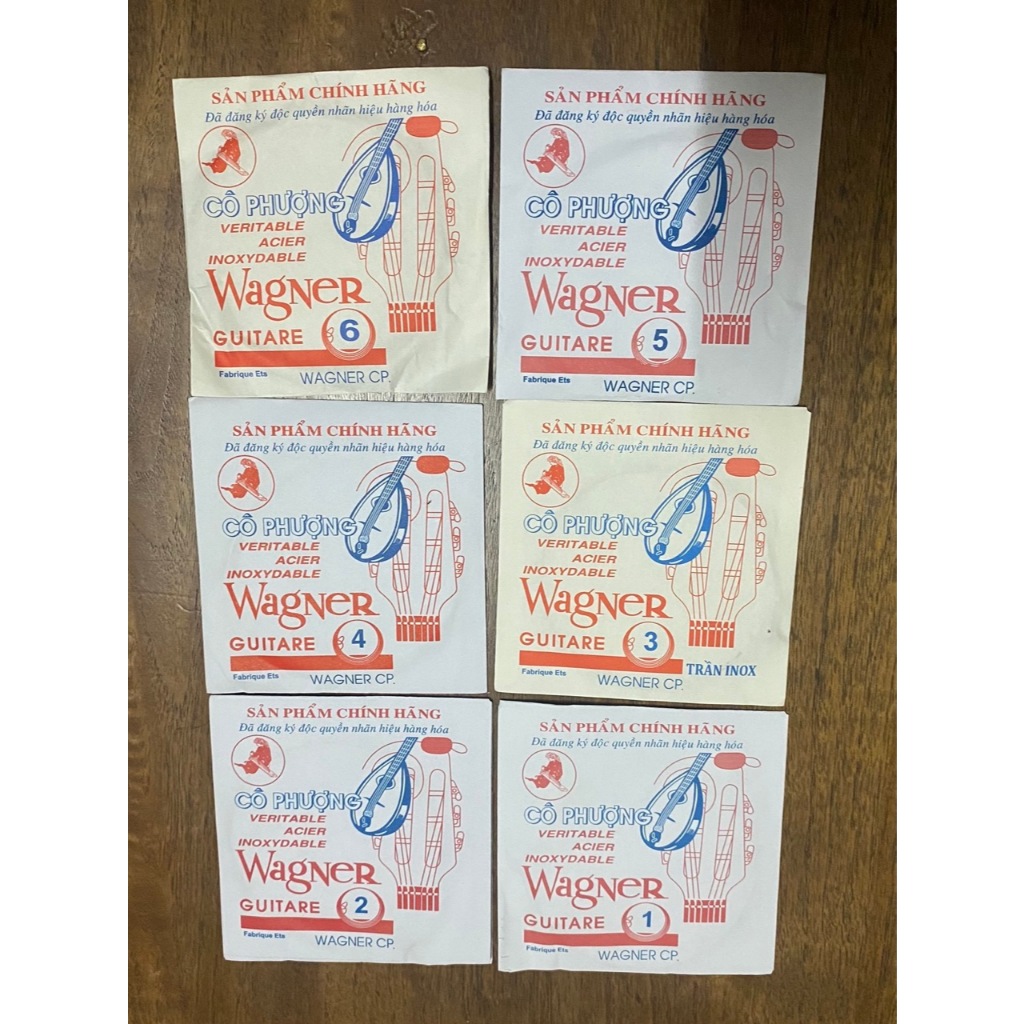 SẢN PHẨM CHÍNH HÃNG
Đã đăng ký độc quyền nhãn hiệu hàng hóa
CÔ PHƯỢNG
VERITABLE
ACIER
INOXYDABLE
Wagner
GUITARE 6
Fabrique Ets WAGNER CP.
SẢN PHẨM CHÍNH HÃNG
Đã đăng ký độc quyền nhãn hiệu hàng hóa
CÔ PHƯỢNG
VERITABLE
ACIER
INOXYDABLE
Wagner
GUITARE 5
Fabrique Ets WAGNER CP.
SẢN PHẨM CHÍNH HÃNG
Đã đăng ký độc quyền nhãn hiệu hàng hóa
CÔ PHƯỢNG
VERITABLE
ACIER
INOXYDABLE
Wagner
GUITARE 4
Fabrique Ets WAGNER CP.
SẢN PHẨM CHÍNH HÃNG
Đã đăng ký độc quyền nhãn hiệu hàng hóa
CÔ PHƯỢNG
VERITABLE
ACIER
INOXYDABLE
Wagner
GUITARE 3
TRẦN INOX
Fabrique Ets WAGNER CP.
SẢN PHẨM CHÍNH HÃNG
Đã đăng ký độc quyền nhãn hiệu hàng hóa
CÔ PHƯỢNG
VERITABLE
ACIER
INOXYDABLE
Wagner
GUITARE 2
Fabrique Ets WAGNER CP.
SẢN PHẨM CHÍNH HÃNG
Đã đăng ký độc quyền nhãn hiệu hàng hóa
CÔ PHƯỢNG
VERITABLE
ACIER
INOXYDABLE
Wagner
GUITARE 1
Fabrique Ets WAGNER CP.